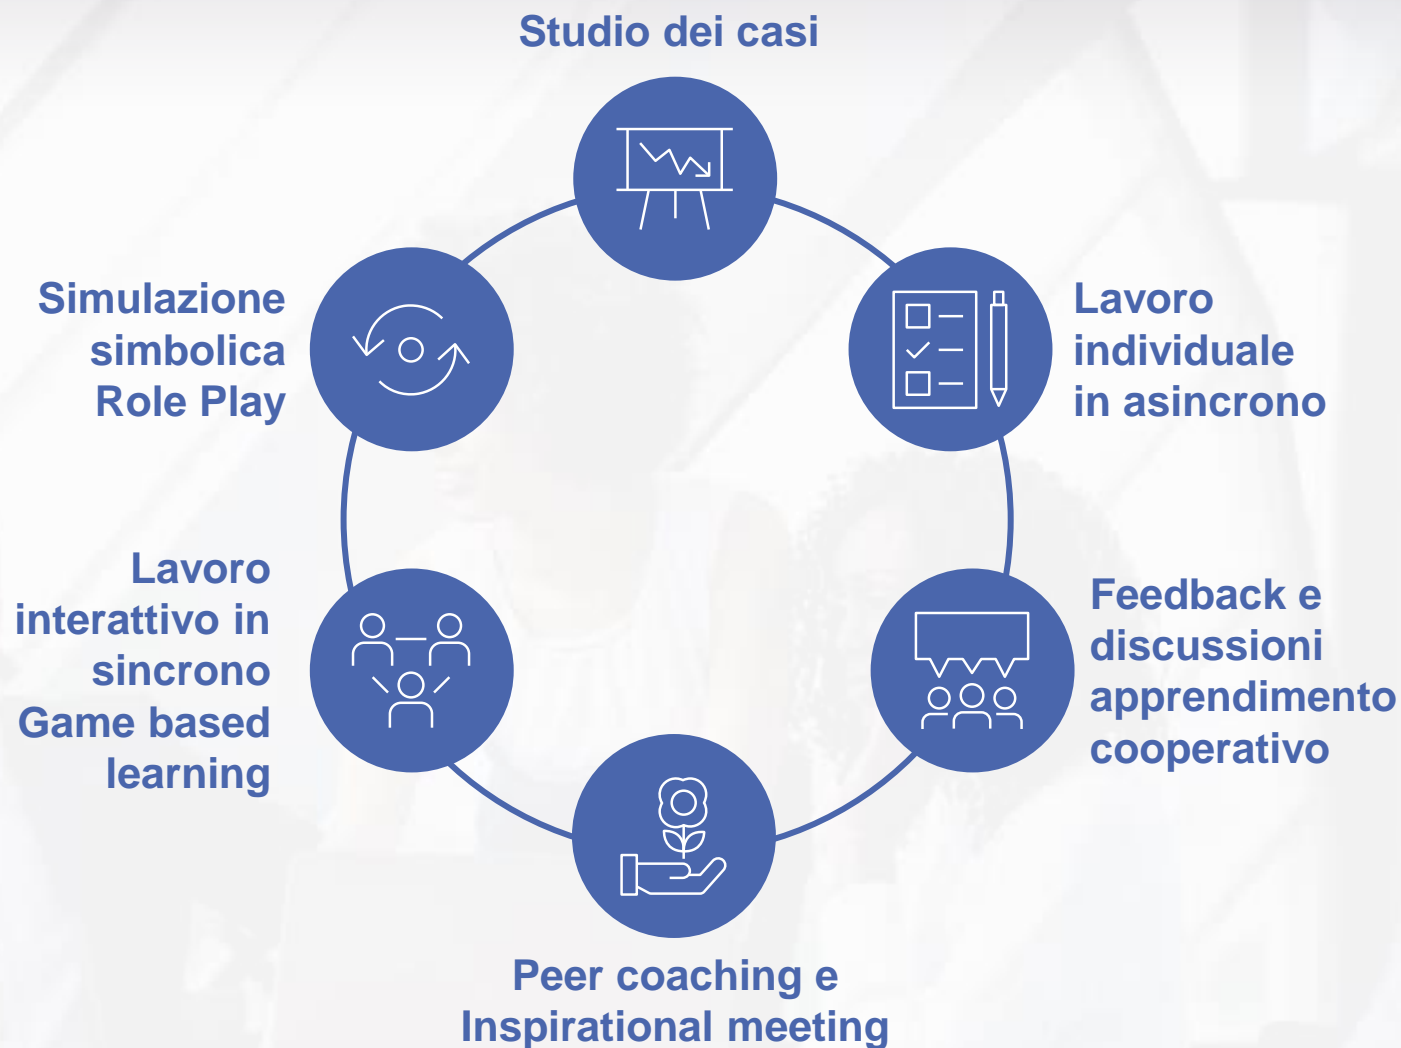 Studio dei casi
Simulazione
simbolica
Role Play
Lavoro
individuale
in asincrono
Lavoro
interattivo in
sincrono
Game based
learning
Feedback e
discussioni
apprendimento
cooperativo
Peer coaching e
Inspirational meeting